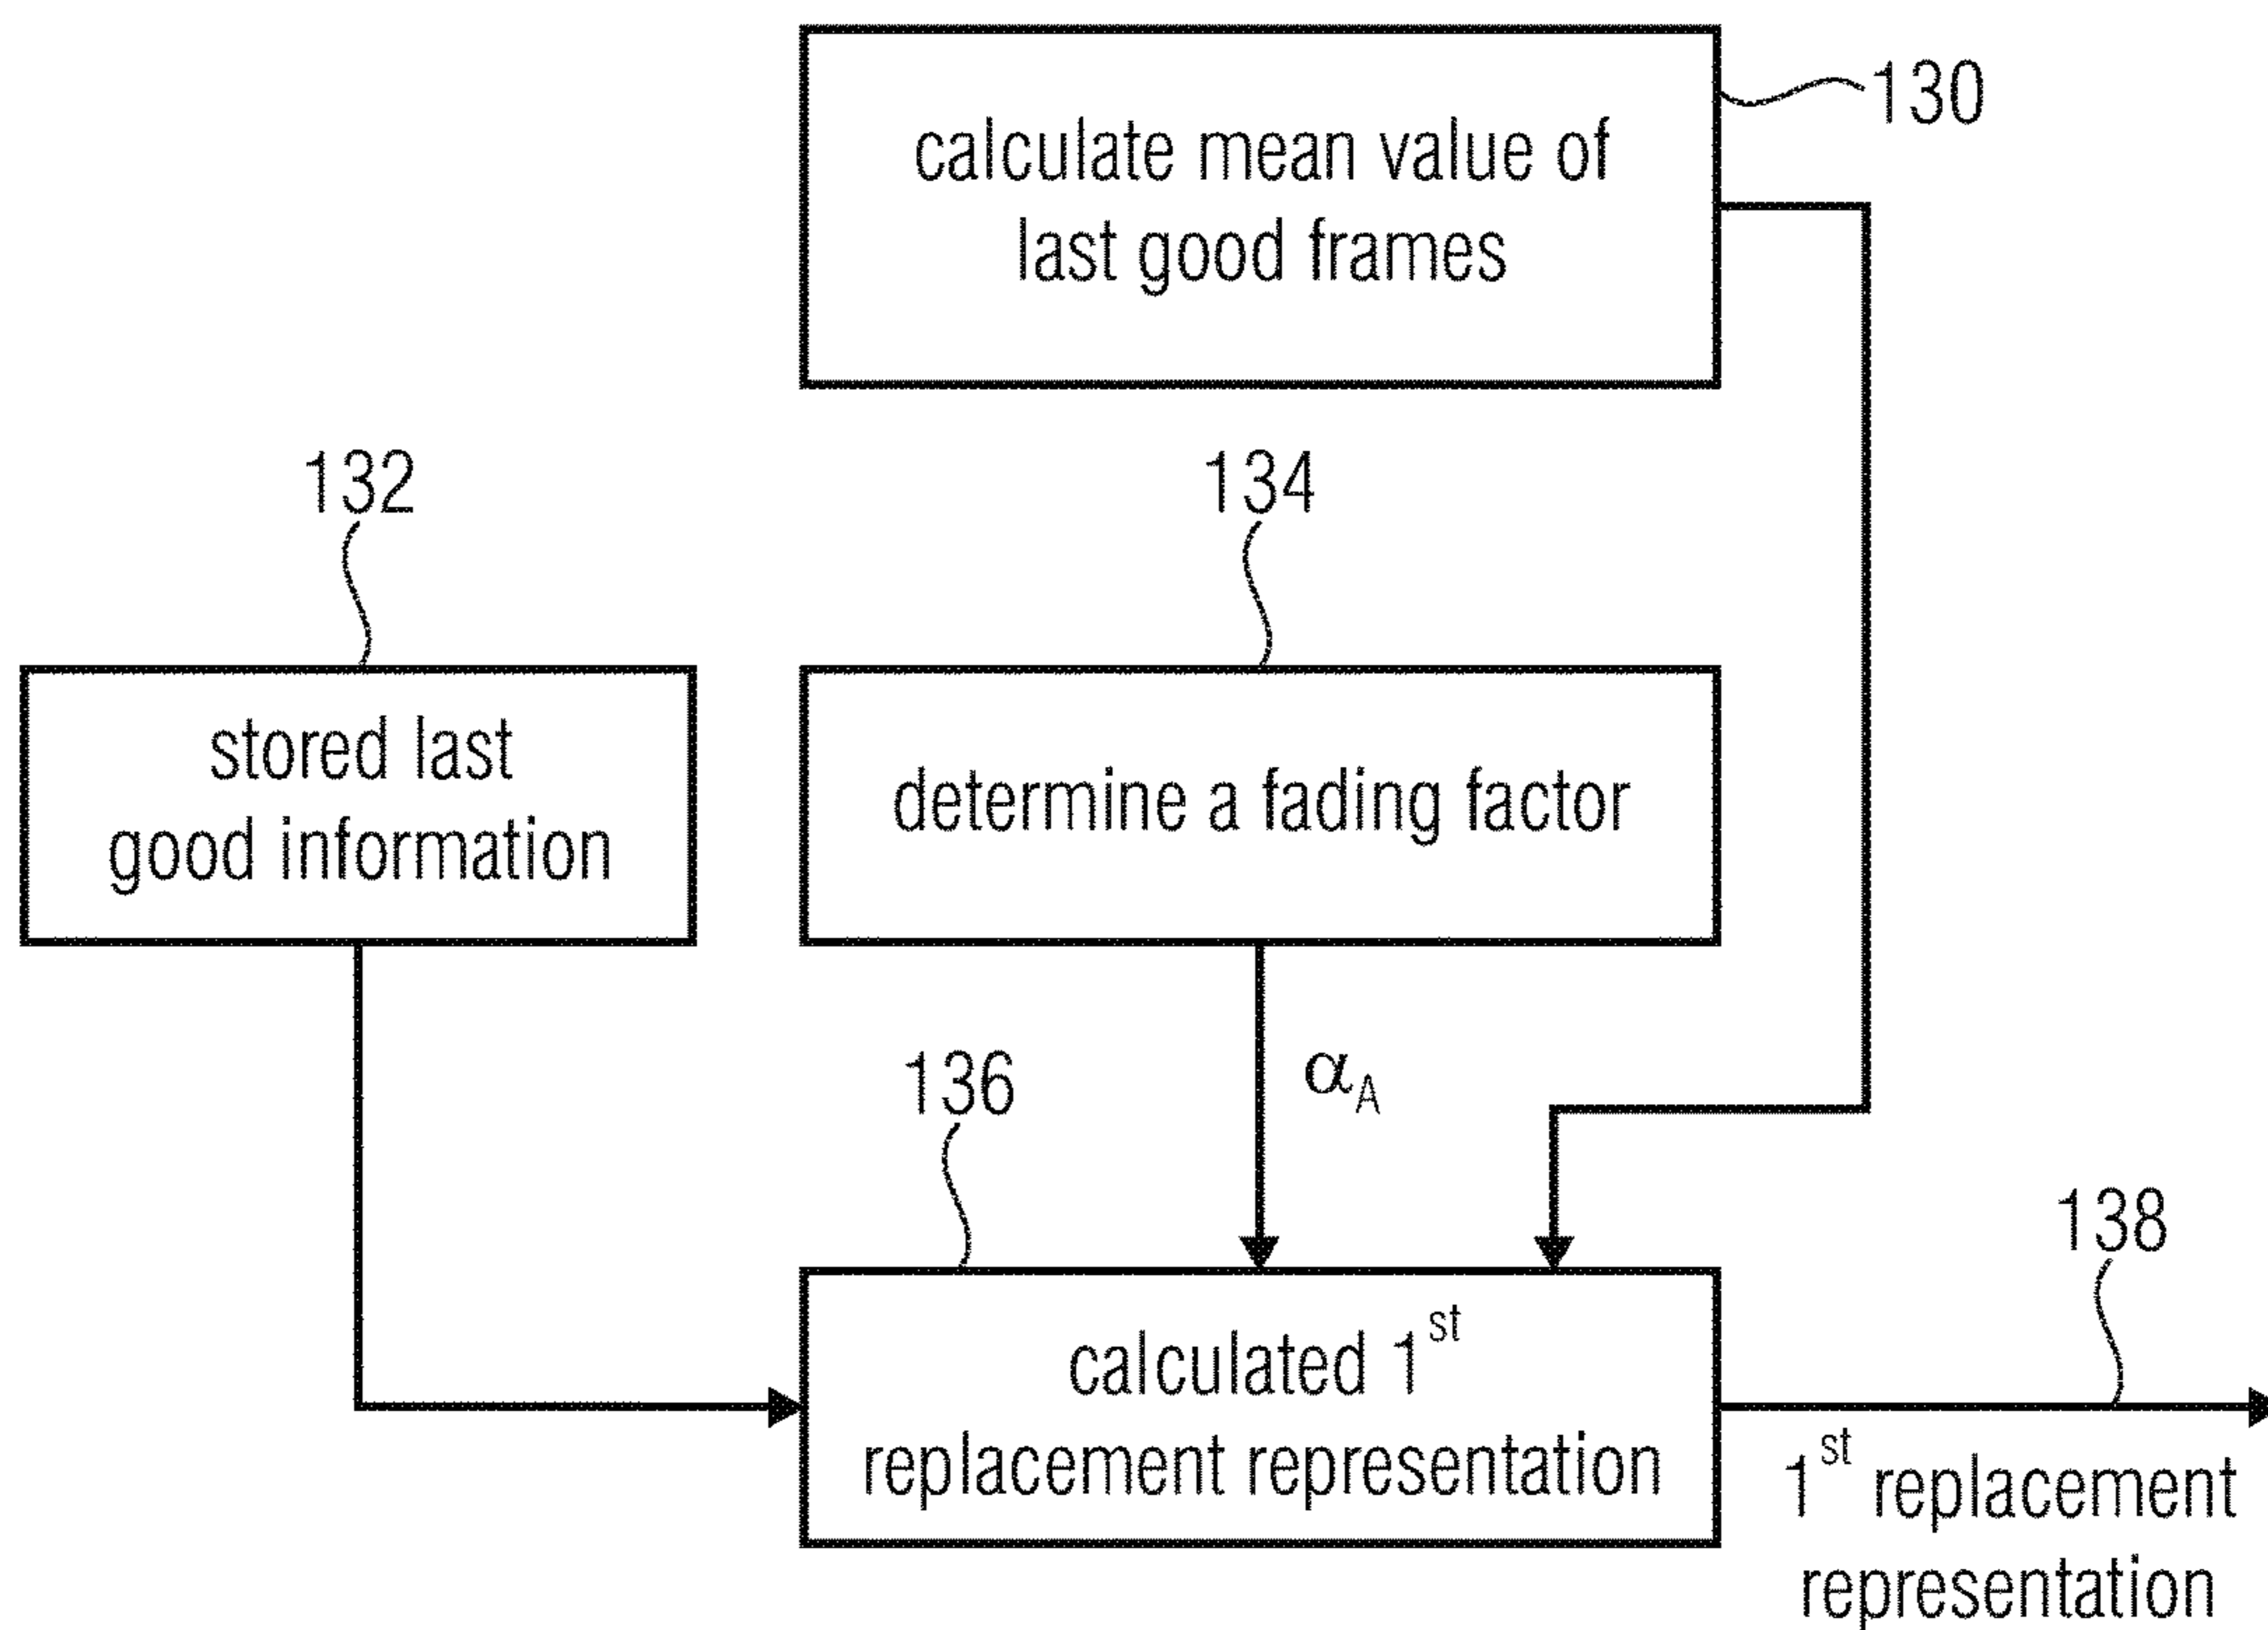 calculate mean value of
last good frames
130
132
134
stored last
good information
determine a fading factor
136
αA
138
calculated 1st
replacement representation
1st replacement
representation